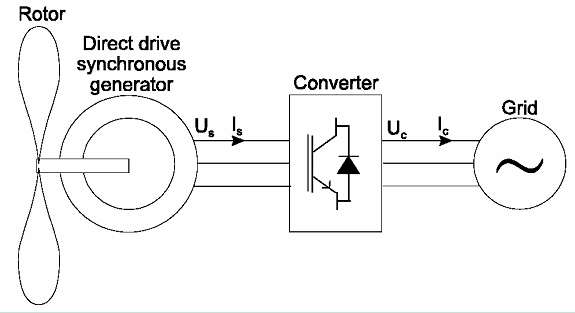 Rotor
Direct drive
synchronous
generator
Converter
Grid
Us Is
Uc Ic